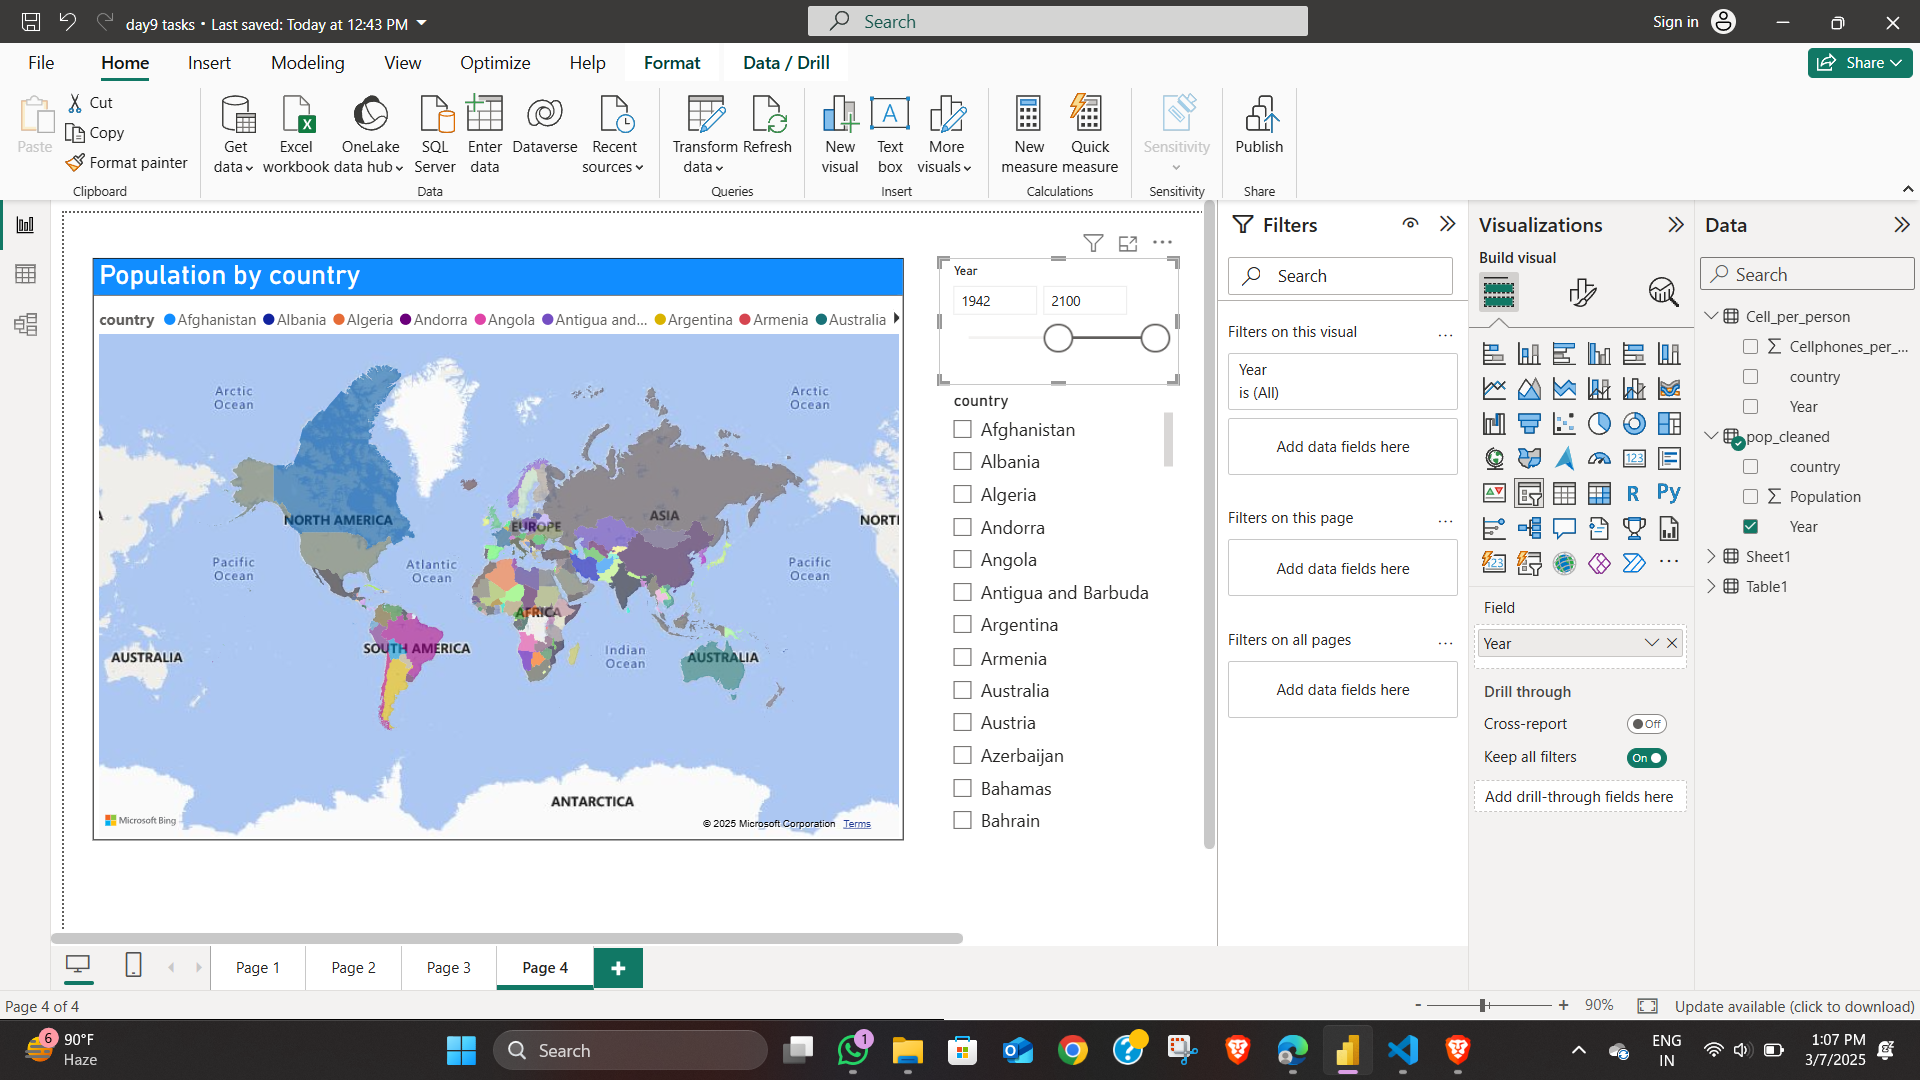 day9 tasks • Last saved: Today at 12:43 PM
Search
Sign in
File
Home
Insert
Modeling
View
Optimize
Help
Format
Data / Drill
Share
Paste
Cut
Copy
Format painter
Clipboard
Get data
Excel workbook
OneLake data hub
SQL Server
Enter data
Dataverse
Recent sources
Data
Transform data
Refresh
Queries
New visual
Text box
More visuals
Insert
New measure
Quick measure
Calculations
Sensitivity
Sensitivity
Publish
Share
Population by country
country Afghanistan Albania Algeria Andorra Angola Antigua and... Argentina Armenia Australia
Arctic Ocean
Arctic Ocean
NORTH AMERICA
EUROPE
ASIA
NORTH
Pacific Ocean
Atlantic Ocean
Pacific Ocean
AFRICA
SOUTH AMERICA
Indian Ocean
AUSTRALIA
AUSTRALIA
ANTARCTICA
Microsoft Bing
© 2025 Microsoft Corporation Terms
Year
1942
2100
country
Afghanistan
Albania
Algeria
Andorra
Angola
Antigua and Barbuda
Argentina
Armenia
Australia
Austria
Azerbaijan
Bahamas
Bahrain
Filters
Search
Filters on this visual
Year
is (All)
Add data fields here
Filters on this page
Add data fields here
Filters on all pages
Add data fields here
Visualizations
Build visual
123
R
Py
123
Field
Year
Drill through
Cross-report
Off
Keep all filters
On
Add drill-through fields here
Data
Search
Cell_per_person
Cellphones_per_...
country
Year
pop_cleaned
country
Population
Year
Sheet1
Table1
Page 1
Page 2
Page 3
Page 4
Page 4 of 4
90%
Update available (click to download)
6
90°F
Haze
Search
1
ENG
IN
1:07 PM
3/7/2025